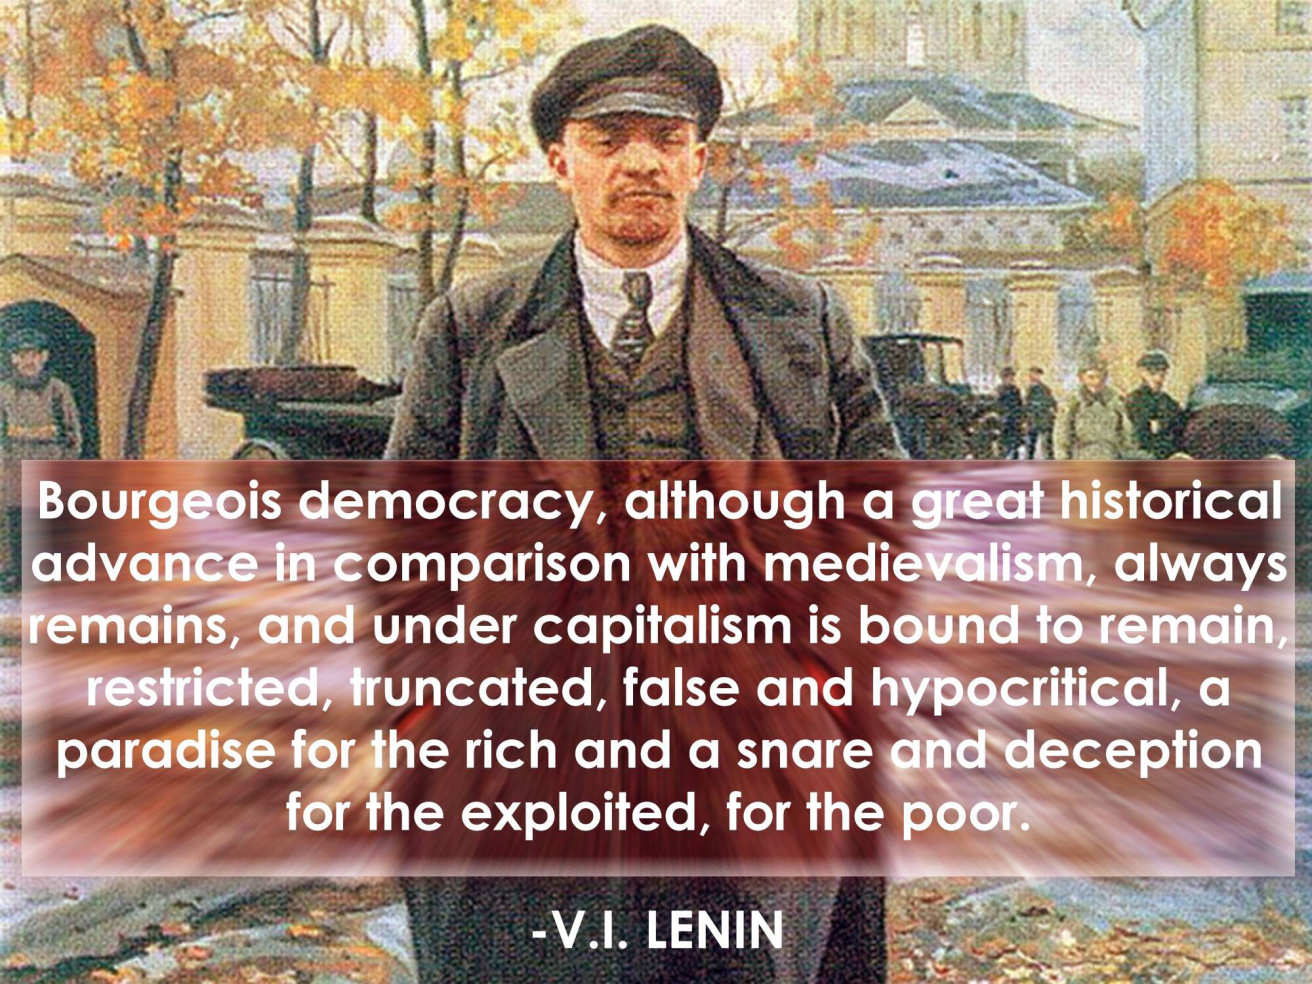 Bourgeois democracy, although a great historical
advance in comparison with medievalism, always
remains, and under capitalism is bound to remain,
restricted, truncated, false and hypocritical, a
paradise for the rich and a snare and deception
for the exploited, for the poor.
-V.I. LENIN